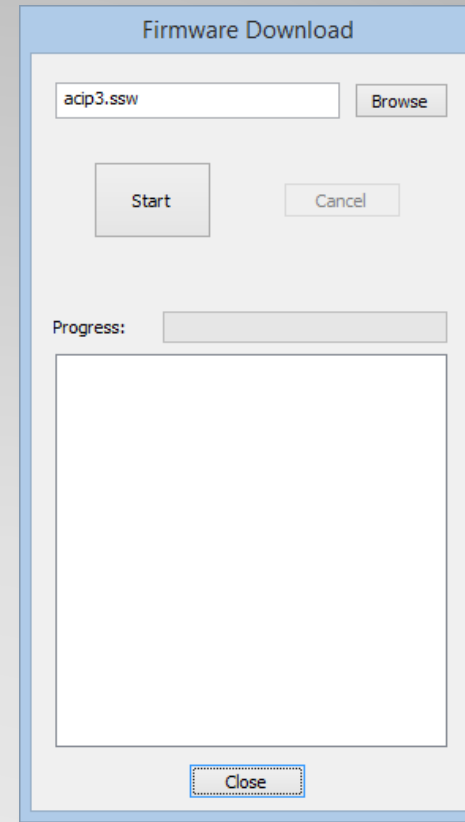 Firmware Download
acip3.ssw Browse
Start Cancel
Progress:
Close